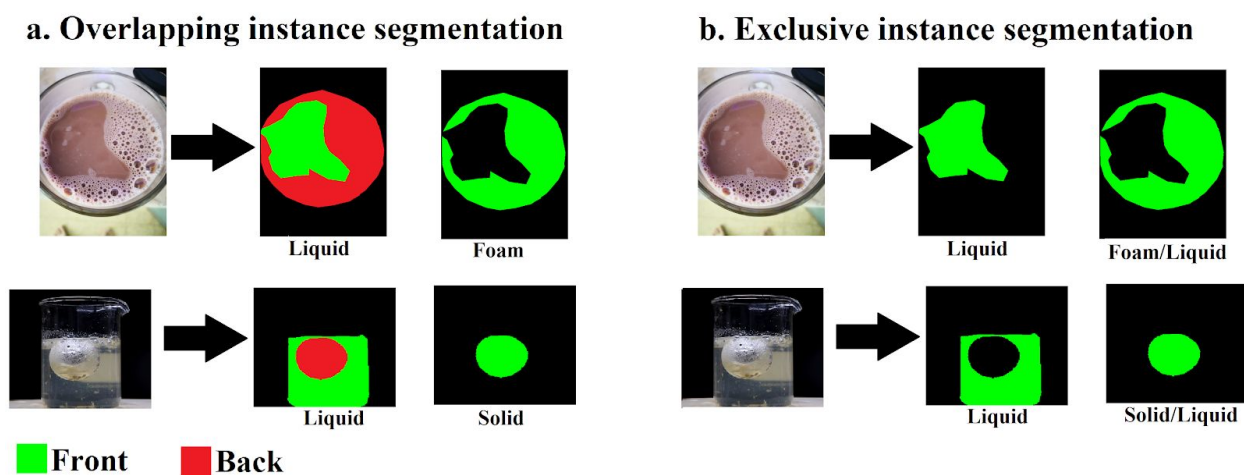 a. Overlapping instance segmentation
b. Exclusive instance segmentation
Liquid
Foam
Liquid
Foam/Liquid
Liquid
Solid
Liquid
Solid/Liquid
Front
Back